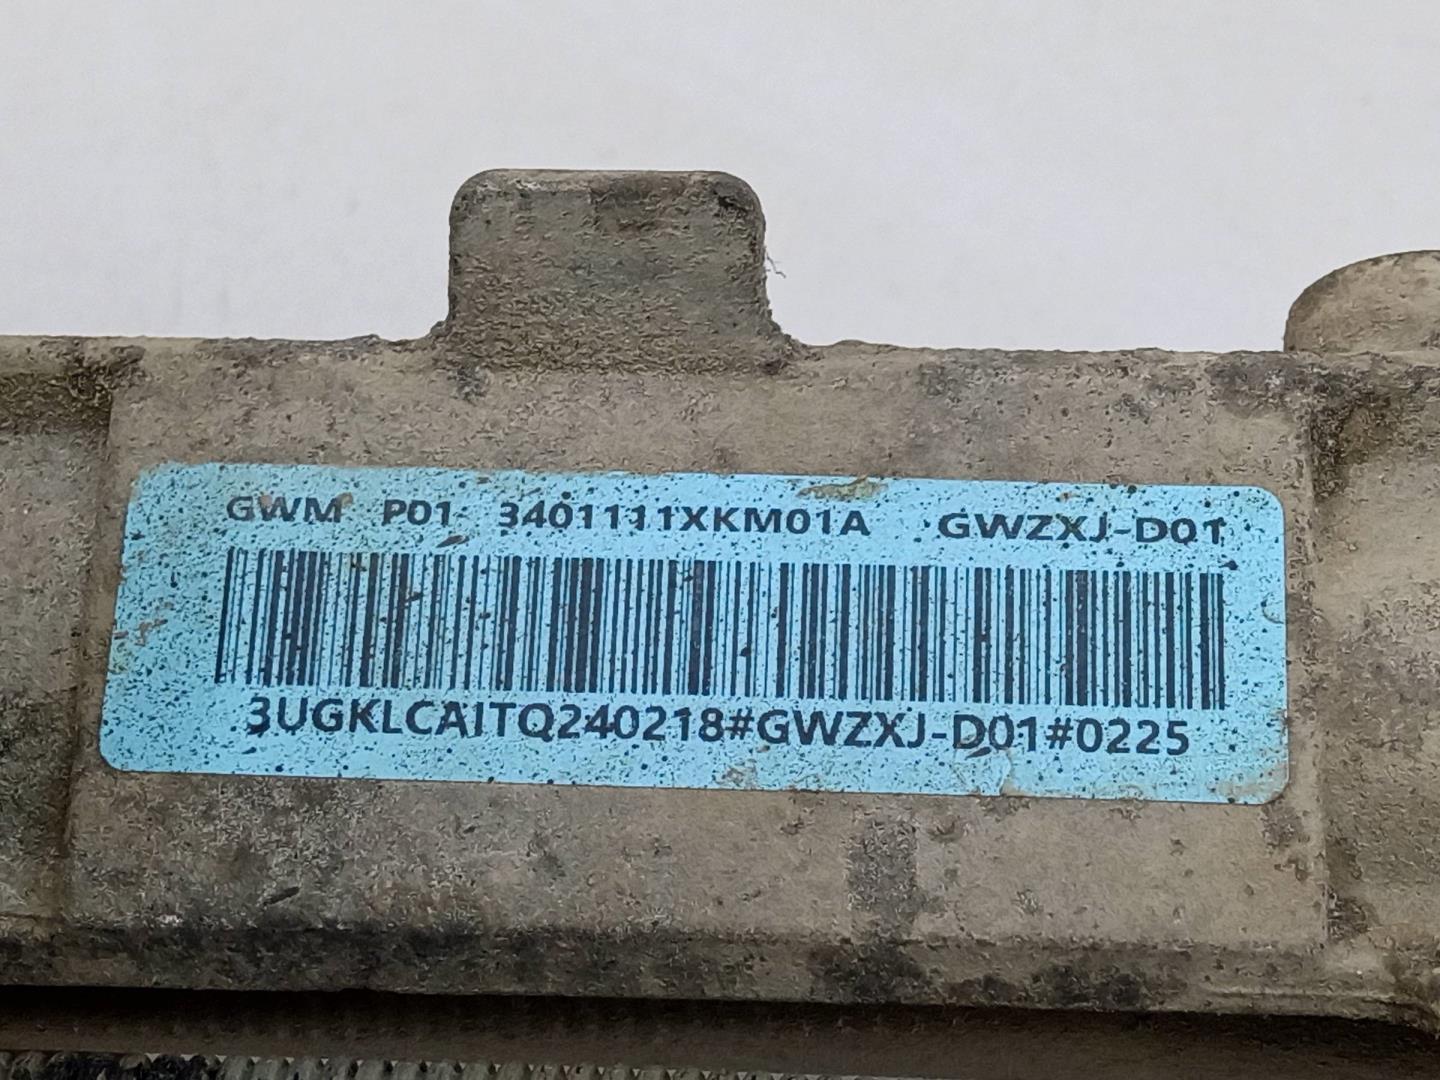 GWM P01 3401111XKM01A GWZXJ-D01
3UGKLCAITQ240218#GWZXJ-D01#0225